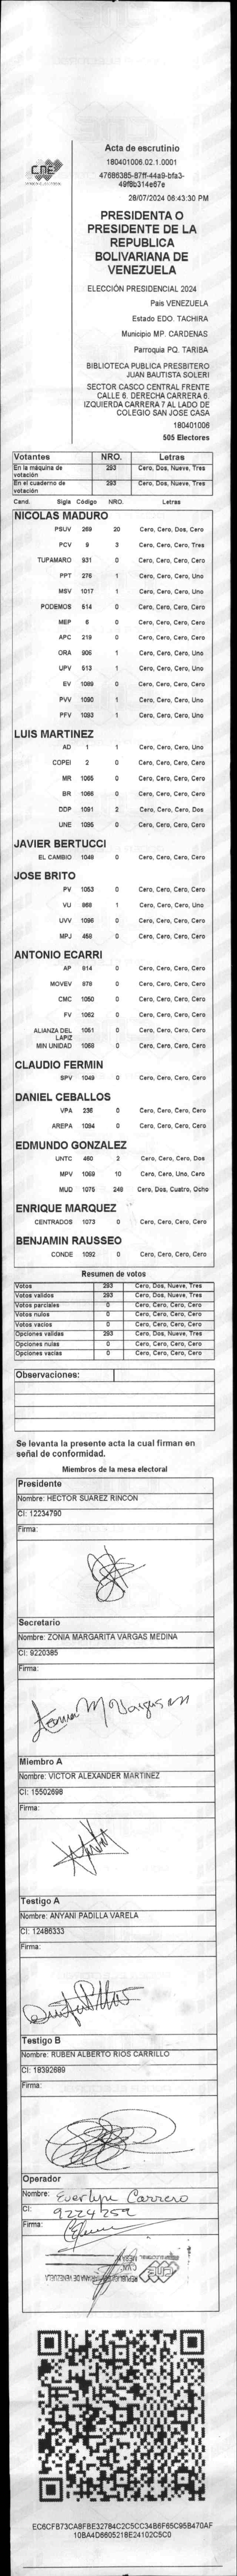 CNE
Acta de escrutinio
180401006.02.1.0001
47686385-87ff-44a9-bfa3-
49f8b314e67e
28/07/2024 06:43:30 PM
PRESIDENTA O
PRESIDENTE DE LA
REPUBLICA
BOLIVARIANA DE
VENEZUELA
ELECCIÓN PRESIDENCIAL 2024
País VENEZUELA
Estado EDO. TACHIRA
Municipio MP. CARDENAS
Parroquia PQ. TARIBA
BIBLIOTECA PUBLICA PRESBITERO
JUAN BAUTISTA SOLERI
SECTOR CASCO CENTRAL FRENTE
CALLE 6. DERECHA CARRERA 6.
IZQUIERDA CARRERA 7 AL LADO DE
COLEGIO SAN JOSE CASA
180401006
505 Electores
Votantes NRO. Letras
En la máquina de votación 293 Cero, Dos, Nueve, Tres
En el cuaderno de votación 293 Cero, Dos, Nueve, Tres
Cand. Sigla Código NRO. Letras
NICOLAS MADURO
PSUV 269 20 Cero, Cero, Dos, Cero
PCV 9 3 Cero, Cero, Cero, Tres
TUPAMARO 931 0 Cero, Cero, Cero, Cero
PPT 276 1 Cero, Cero, Cero, Uno
MSV 1017 1 Cero, Cero, Cero, Uno
PODEMOS 514 0 Cero, Cero, Cero, Cero
MEP 6 0 Cero, Cero, Cero, Cero
APC 219 0 Cero, Cero, Cero, Cero
ORA 906 1 Cero, Cero, Cero, Uno
UPV 513 1 Cero, Cero, Cero, Uno
EV 1089 0 Cero, Cero, Cero, Cero
PVV 1090 1 Cero, Cero, Cero, Uno
PFV 1093 1 Cero, Cero, Cero, Uno
LUIS MARTINEZ
AD 1 1 Cero, Cero, Cero, Uno
COPEI 2 0 Cero, Cero, Cero, Cero
MR 1065 0 Cero, Cero, Cero, Cero
BR 1066 0 Cero, Cero, Cero, Cero
DDP 1091 2 Cero, Cero, Cero, Dos
UNE 1095 0 Cero, Cero, Cero, Cero
JAVIER BERTUCCI
EL CAMBIO 1048 0 Cero, Cero, Cero, Cero
JOSE BRITO
PV 1053 0 Cero, Cero, Cero, Cero
VU 868 1 Cero, Cero, Cero, Uno
UVV 1096 0 Cero, Cero, Cero, Cero
MPJ 459 0 Cero, Cero, Cero, Cero
ANTONIO ECARRI
AP 814 0 Cero, Cero, Cero, Cero
MOVEV 878 0 Cero, Cero, Cero, Cero
CMC 1050 0 Cero, Cero, Cero, Cero
FV 1052 0 Cero, Cero, Cero, Cero
ALIANZA DEL LAPIZ 1051 0 Cero, Cero, Cero, Cero
MIN UNIDAD 1056 0 Cero, Cero, Cero, Cero
CLAUDIO FERMIN
SPV 1049 0 Cero, Cero, Cero, Cero
DANIEL CEBALLOS
VPA 236 0 Cero, Cero, Cero, Cero
AREPA 1094 0 Cero, Cero, Cero, Cero
EDMUNDO GONZALEZ
UNTC 460 2 Cero, Cero, Cero, Dos
MPV 1069 10 Cero, Cero, Uno, Cero
MUD 1075 248 Cero, Dos, Cuatro, Ocho
ENRIQUE MARQUEZ
CENTRADOS 1073 0 Cero, Cero, Cero, Cero
BENJAMIN RAUSSEO
CONDE 1092 0 Cero, Cero, Cero, Cero
Resumen de votos
Votos 293 Cero, Dos, Nueve, Tres
Votos validos 293 Cero, Dos, Nueve, Tres
Votos parciales 0 Cero, Cero, Cero, Cero
Votos nulos 0 Cero, Cero, Cero, Cero
Votos vacios 0 Cero, Cero, Cero, Cero
Opciones validas 293 Cero, Dos, Nueve, Tres
Opciones nulas 0 Cero, Cero, Cero, Cero
Opciones vacias 0 Cero, Cero, Cero, Cero
Observaciones:
Se levanta la presente acta la cual firman en
señal de conformidad.
Miembros de la mesa electoral
Presidente
Nombre: HECTOR SUAREZ RINCON
CI: 12234790
Firma:
Secretario
Nombre: ZONIA MARGARITA VARGAS MEDINA
CI: 9220385
Firma:
Miembro A
Nombre: VICTOR ALEXANDER MARTINEZ
CI: 15502698
Firma:
Testigo A
Nombre: ANYANI PADILLA VARELA
CI: 12486333
Firma:
Testigo B
Nombre: RUBEN ALBERTO RIOS CARRILLO
CI: 18392689
Firma:
Operador
Nombre: Everlyn Carrero
CI: 9224259
Firma:
CNE
EC6CFB73CA8FBE32784C2C5CC34B6F65C95B470AF
10BA4D6605218E24102C5C0